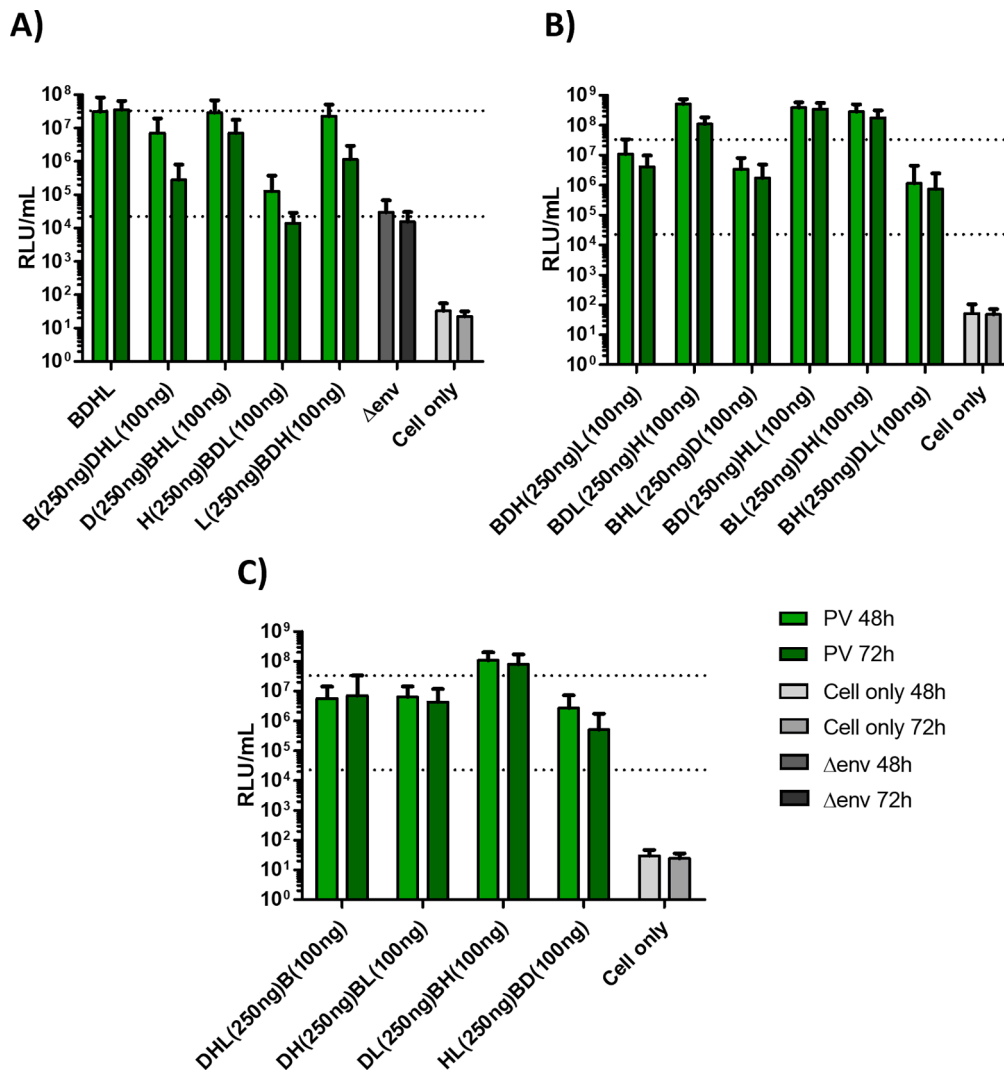 A)
RLU/mL
10⁸
10⁷
10⁶
10⁵
10⁴
10³
10²
10¹
10⁰
BDHL
B(250ng)DHL(100ng)
D(250ng)BHL(100ng)
H(250ng)BDL(100ng)
L(250ng)BDH(100ng)
Δenv
Cell only
B)
RLU/mL
10⁹
10⁸
10⁷
10⁶
10⁵
10⁴
10³
10²
10¹
10⁰
BDH(250ng)L(100ng)
BDL(250ng)H(100ng)
BHL(250ng)D(100ng)
BD(250ng)HL(100ng)
BL(250ng)DH(100ng)
BH(250ng)DL(100ng)
Cell only
C)
RLU/mL
10⁹
10⁸
10⁷
10⁶
10⁵
10⁴
10³
10²
10¹
10⁰
DHL(250ng)B(100ng)
DH(250ng)BL(100ng)
DL(250ng)BH(100ng)
HL(250ng)BD(100ng)
Cell only
PV 48h
PV 72h
Cell only 48h
Cell only 72h
Δenv 48h
Δenv 72h